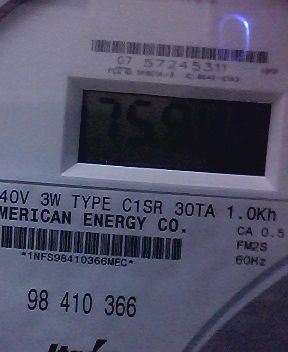 07 57245311
40V 3W TYPE C1SR 30TA 1.0Kh
MERICAN ENERGY CO.
CA 0.5
FM2S
60Hz
*1NFS98410366MEC*
98 410 366